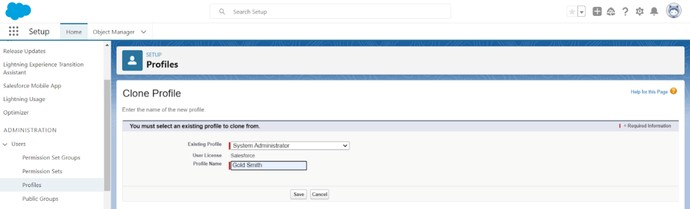 Search Setup
Setup
Home
Object Manager
Release Updates
Lightning Experience Transition
Assistant
Salesforce Mobile App
Lightning Usage
Optimizer
ADMINISTRATION
Users
Permission Set Groups
Permission Sets
Profiles
Public Groups
SETUP
Profiles
Clone Profile
Help for this Page
Enter the name of the new profile.
You must select an existing profile to clone from.
= Required Information
Existing Profile System Administrator
User License Salesforce
Profile Name Gold Smith
Save Cancel